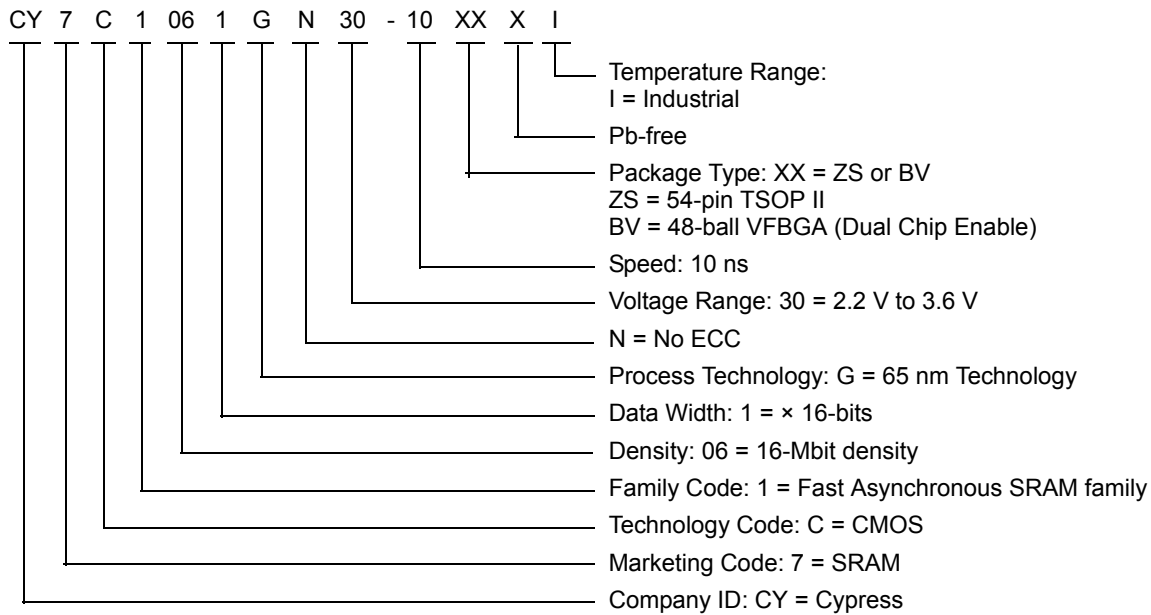 CY 7 C 1 06 1 G N 30 - 10 XX X I
Temperature Range:
I = Industrial
Pb-free
Package Type: XX = ZS or BV
ZS = 54-pin TSOP II
BV = 48-ball VFBGA (Dual Chip Enable)
Speed: 10 ns
Voltage Range: 30 = 2.2 V to 3.6 V
N = No ECC
Process Technology: G = 65 nm Technology
Data Width: 1 = × 16-bits
Density: 06 = 16-Mbit density
Family Code: 1 = Fast Asynchronous SRAM family
Technology Code: C = CMOS
Marketing Code: 7 = SRAM
Company ID: CY = Cypress